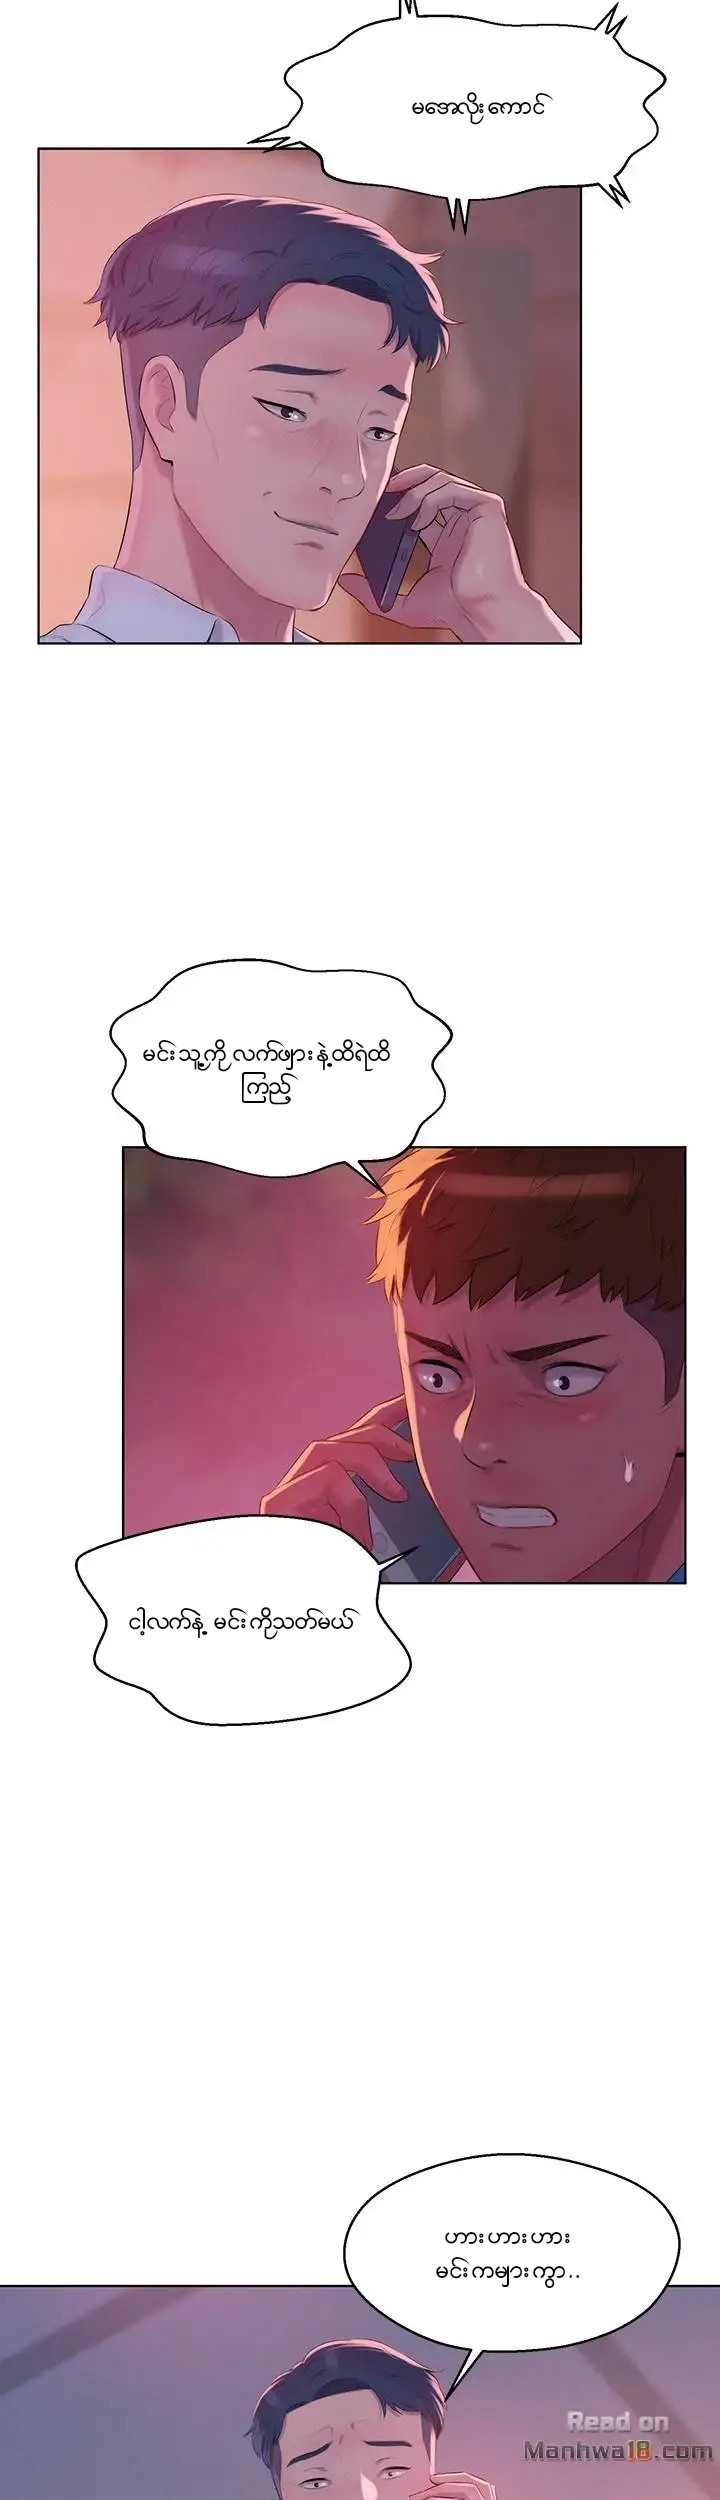 မအေလိုးကောင်
မင်းသူ့ကို လက်ဖျားနဲ့ထိရဲထိ
ကြည့်
ငါ့လက်နဲ့ မင်းကိုသတ်မယ်
ဟားဟားဟား
မင်းကများကွာ..
Read on
Manhwa18.com